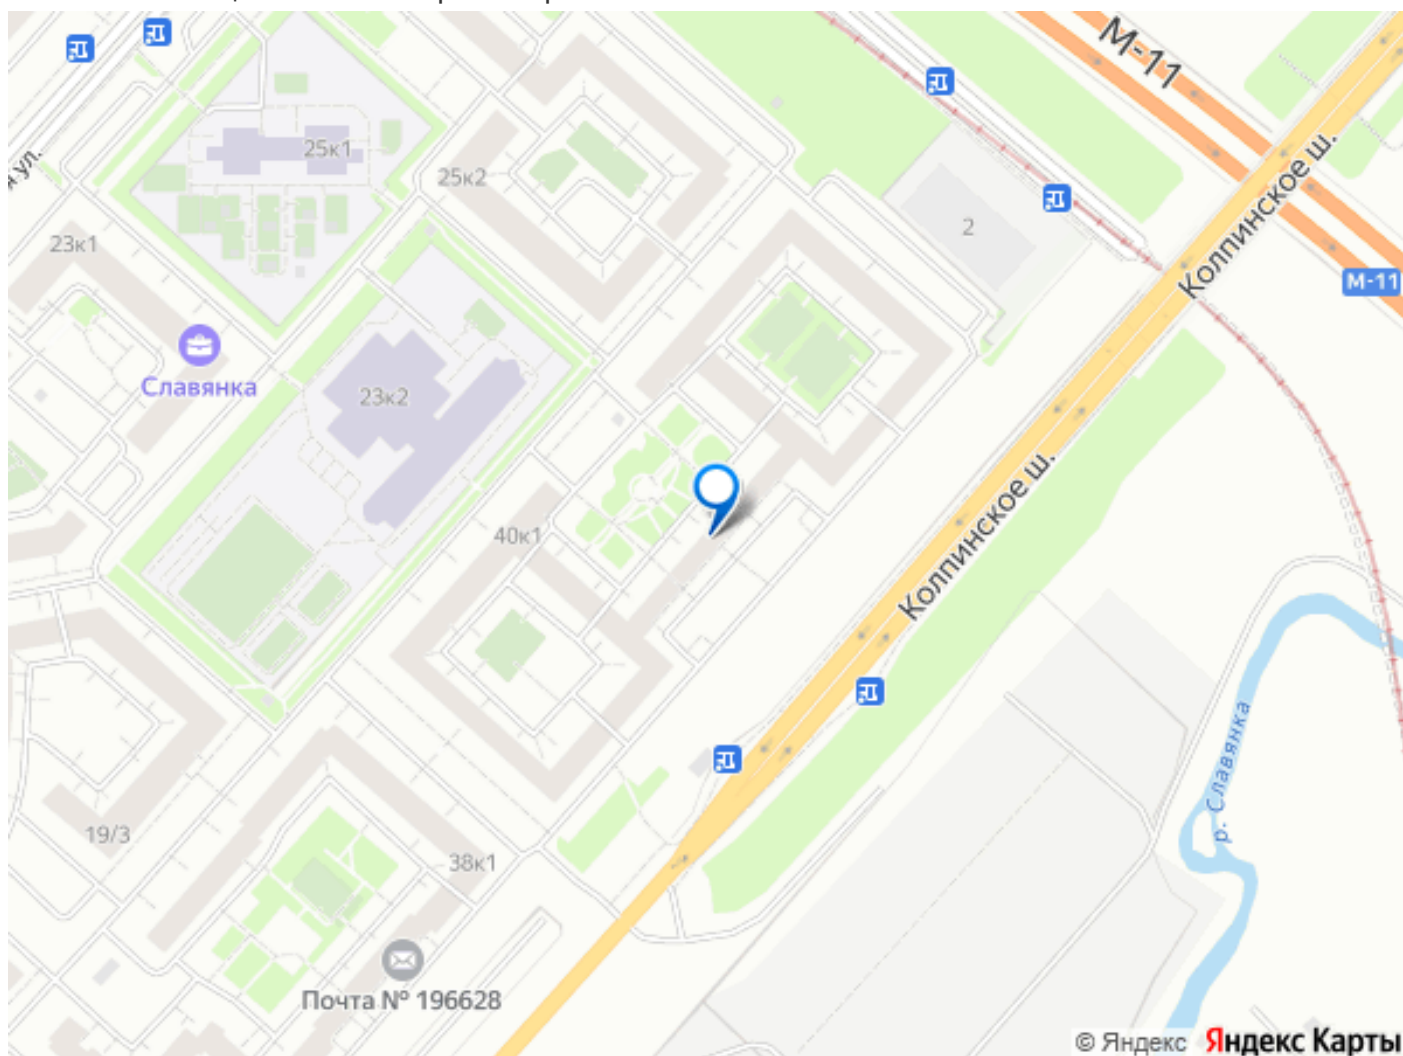 М-11
Колпинское ш.
М-11
25к1
25к2
2
23к1
Славянка
23к2
40к1
Колпинское ш.
р. Славянка
19/3
38к1
Почта № 196628
© Яндекс Яндекс Карты
ул.